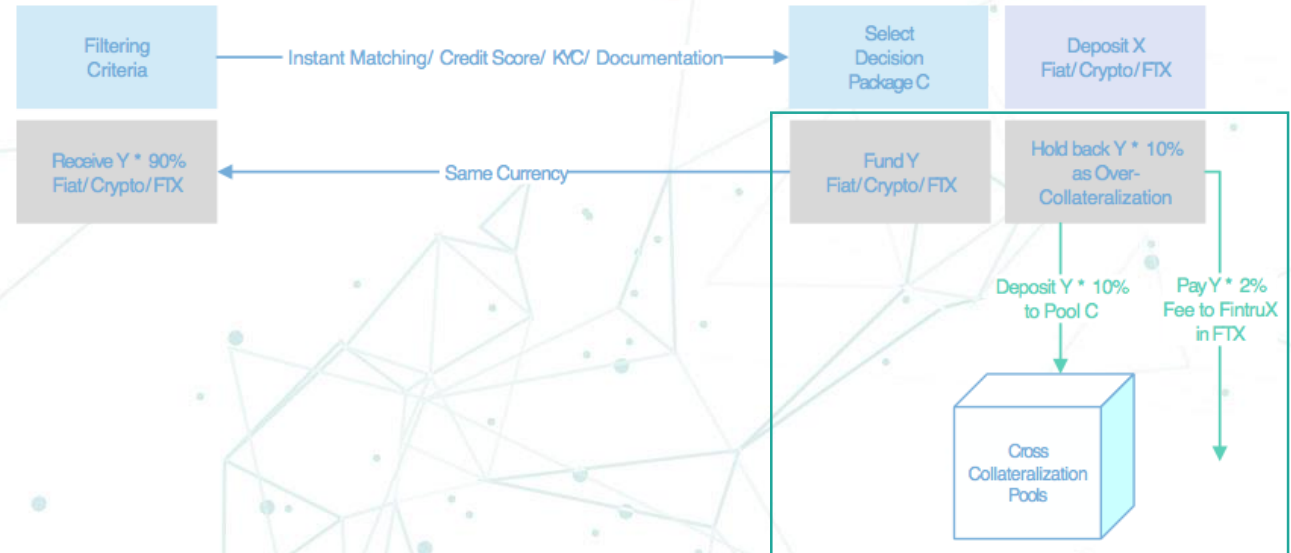 Filtering
Criteria
Instant Matching/ Credit Score/ KYC/ Documentation
Select
Decision
Package C
Deposit X
Fiat/Crypto/FTX
Receive Y * 90%
Fiat/Crypto/FTX
Same Currency
Fund Y
Fiat/Crypto/FTX
Hold back Y * 10%
as Over-
Collateralization
Deposit Y * 10%
to Pool C
Pay Y * 2%
Fee to FintruX
in FTX
Cross
Collateralization
Pools